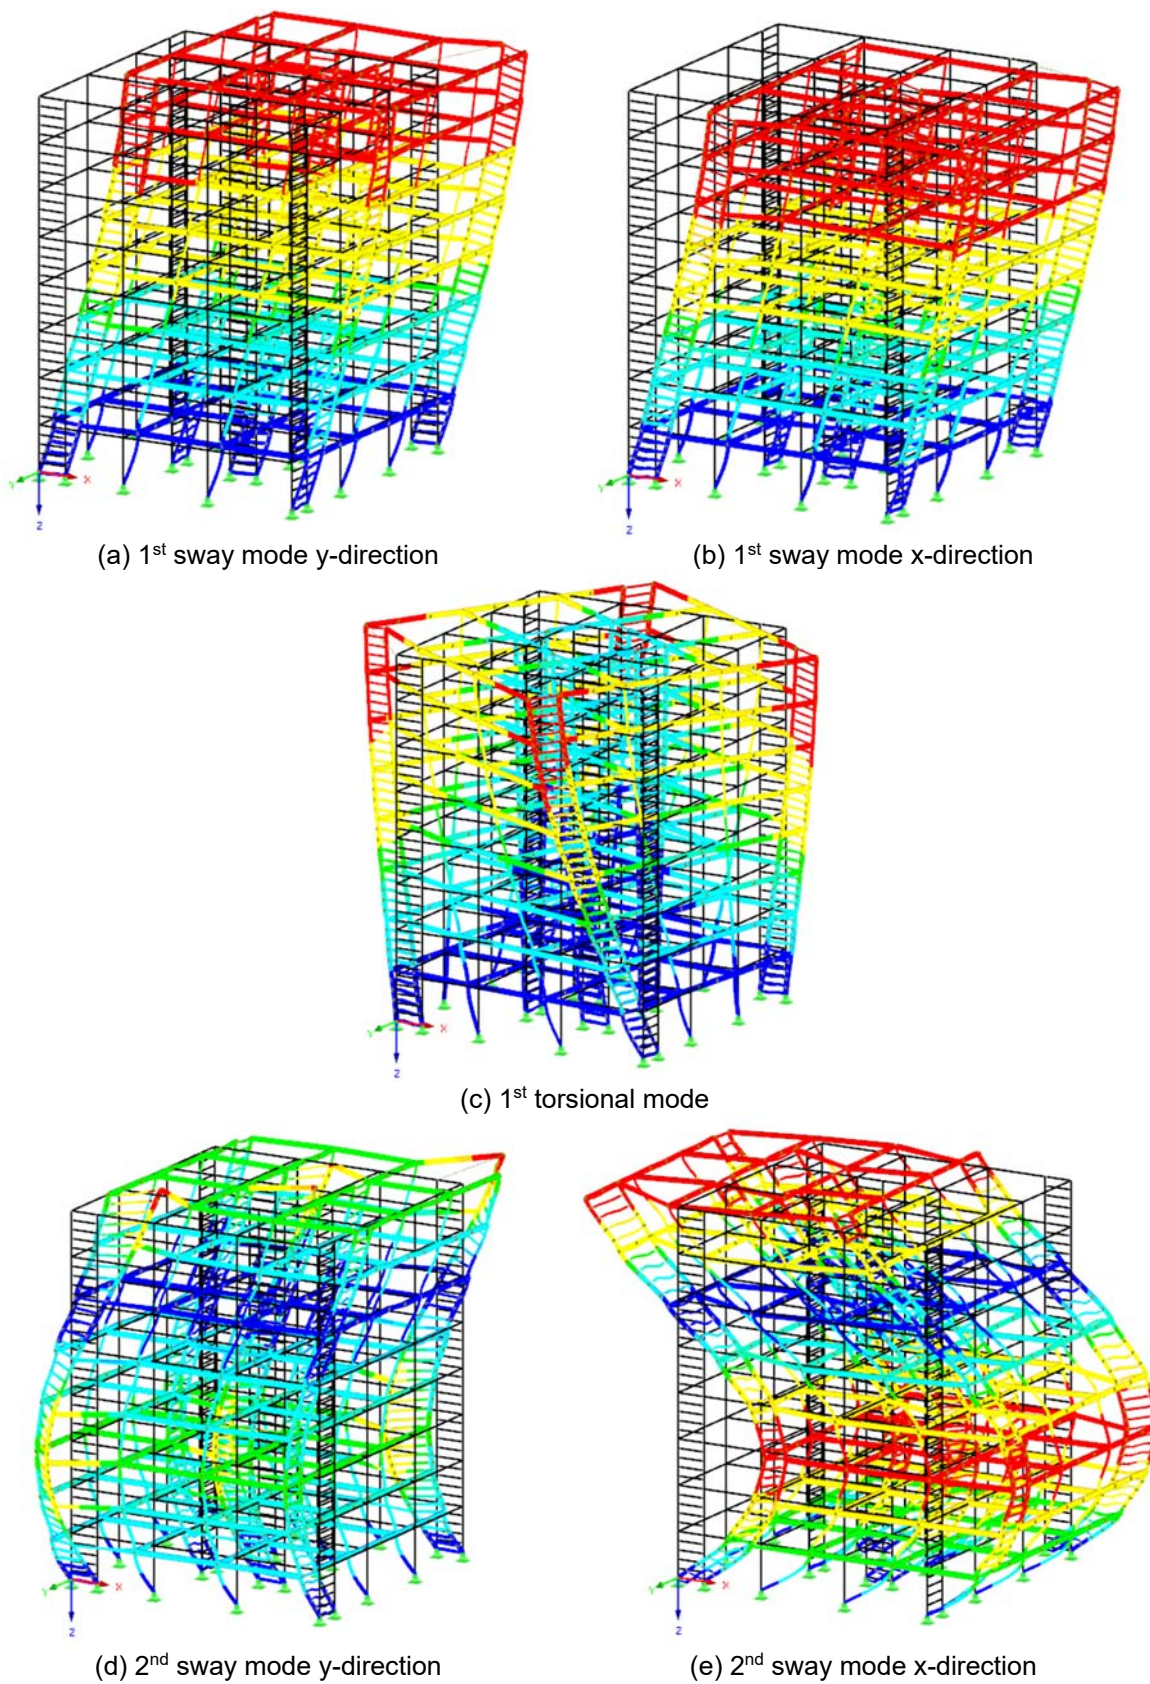 Y X
Z
Y X
Z
(a) 1st sway mode y-direction
(b) 1st sway mode x-direction
Y X
Z
(c) 1st torsional mode
Y X
Z
Y X
Z
(d) 2nd sway mode y-direction
(e) 2nd sway mode x-direction